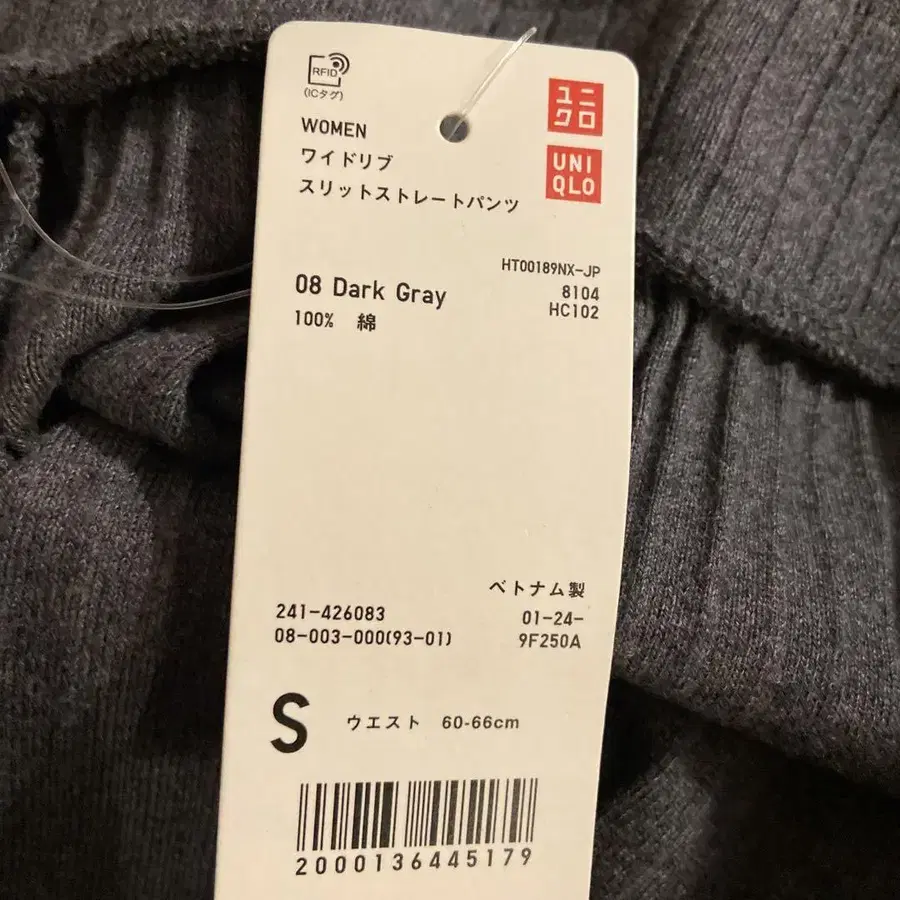 RFID
(ICタグ)
ユニ
クロ
UNI
QLO
WOMEN
ワイドリブ
スリットストレートパンツ
HT00189NX-JP
8104
HC102
08 Dark Gray
100% 綿
ベトナム製
241-426083
01-24-
08-003-000(93-01)
9F250A
S ウエスト 60-66cm
2000136445179